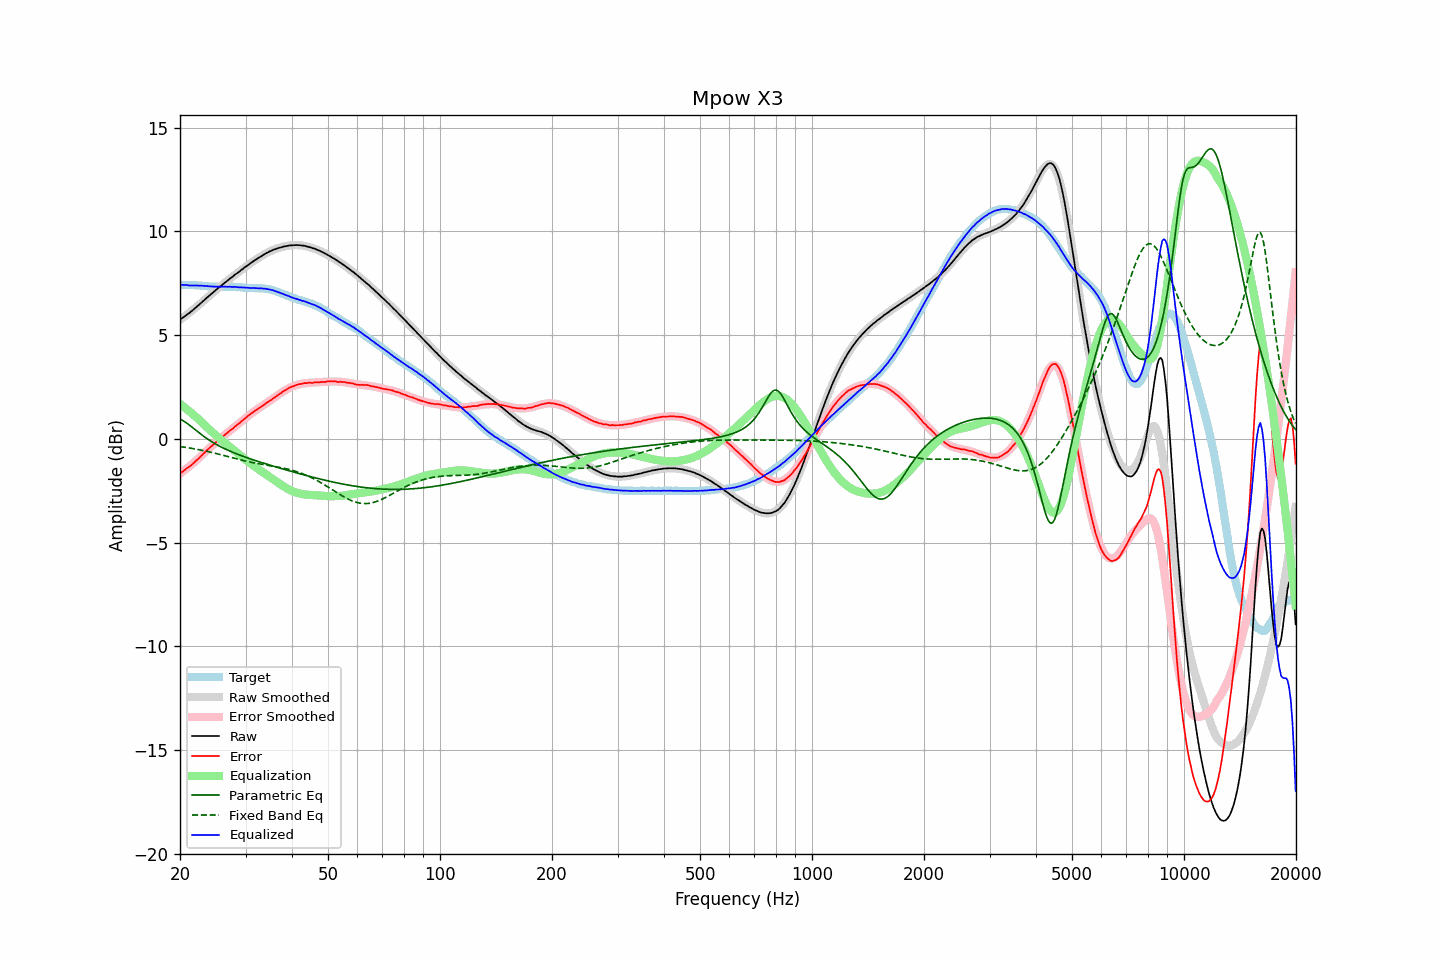 Mpow X3
Amplitude (dBr)
15
10
5
0
−5
−10
−15
−20
Target
Raw Smoothed
Error Smoothed
Raw
Error
Equalization
Parametric Eq
Fixed Band Eq
Equalized
20 50 100 200 500 1000 2000 5000 10000 20000
Frequency (Hz)